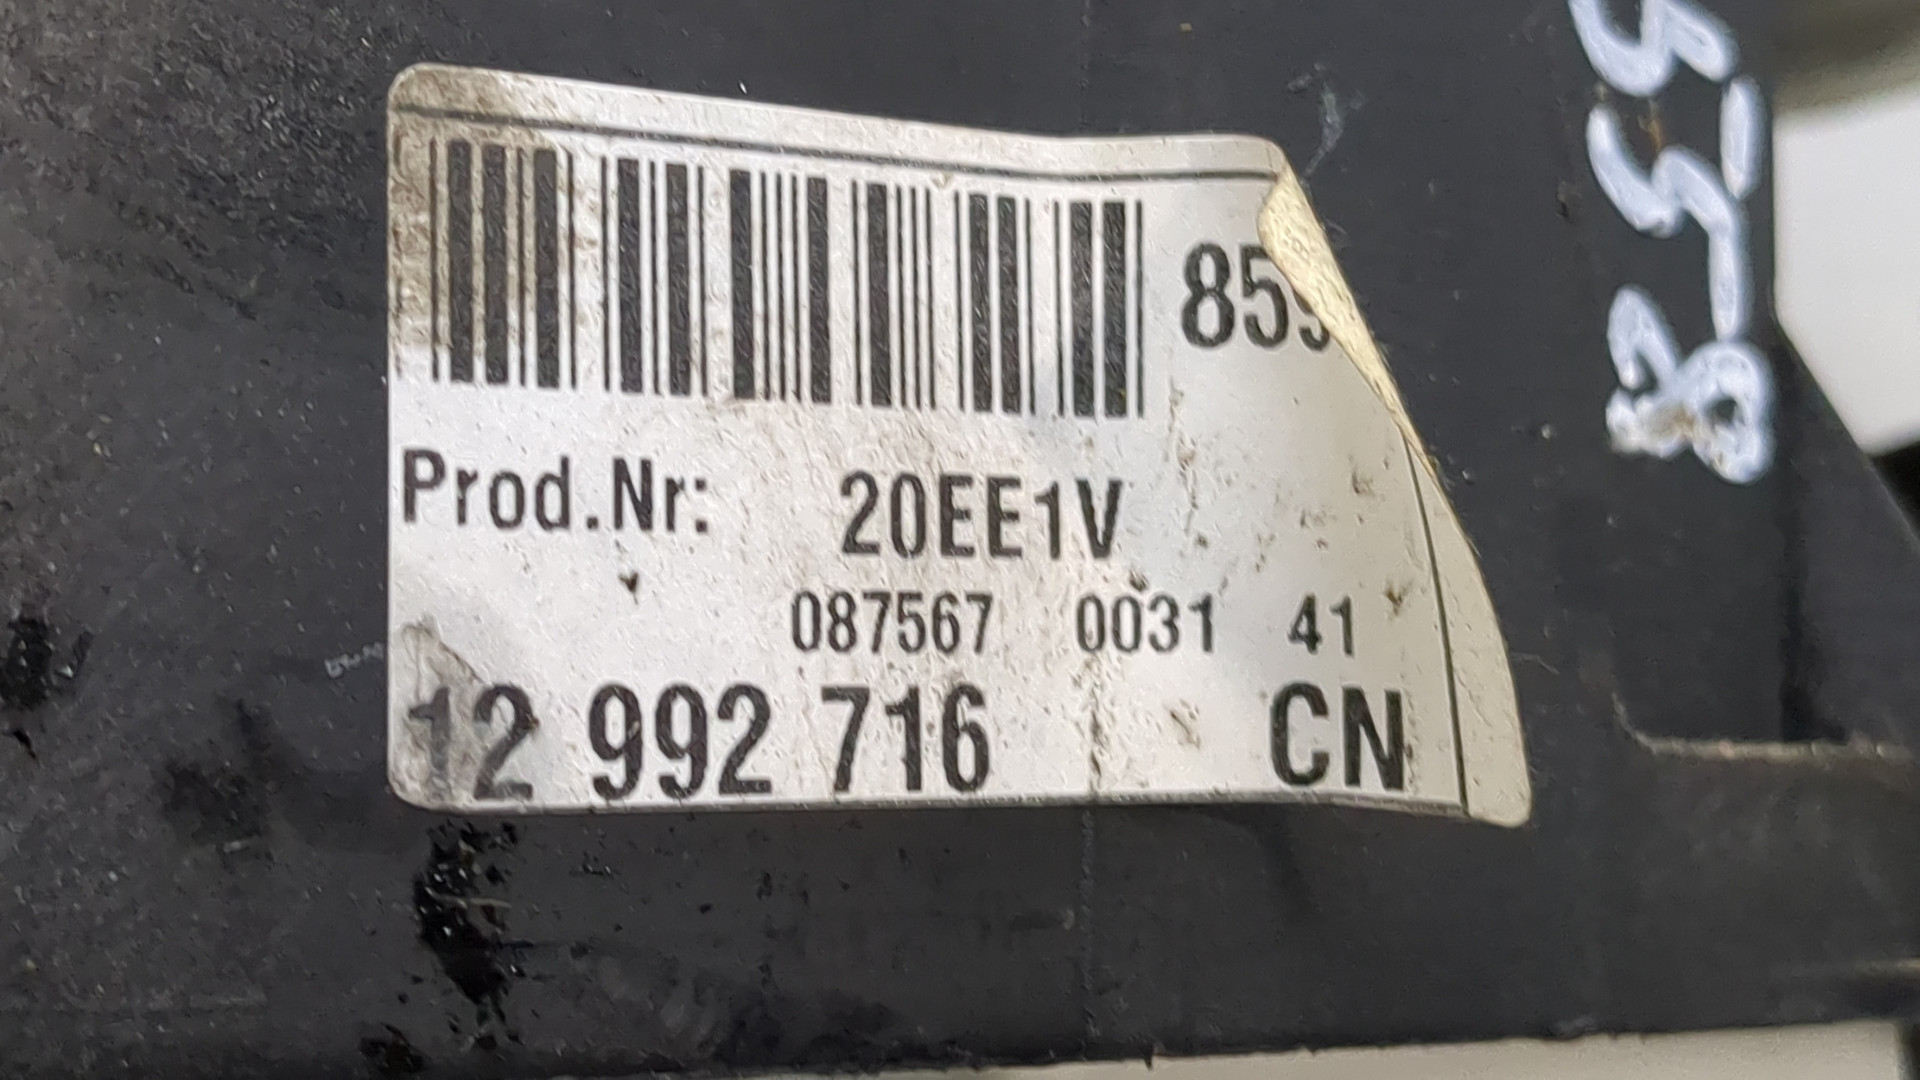 85
Prod.Nr: 20EE1V
087567 0031 41
12 992 716 CN